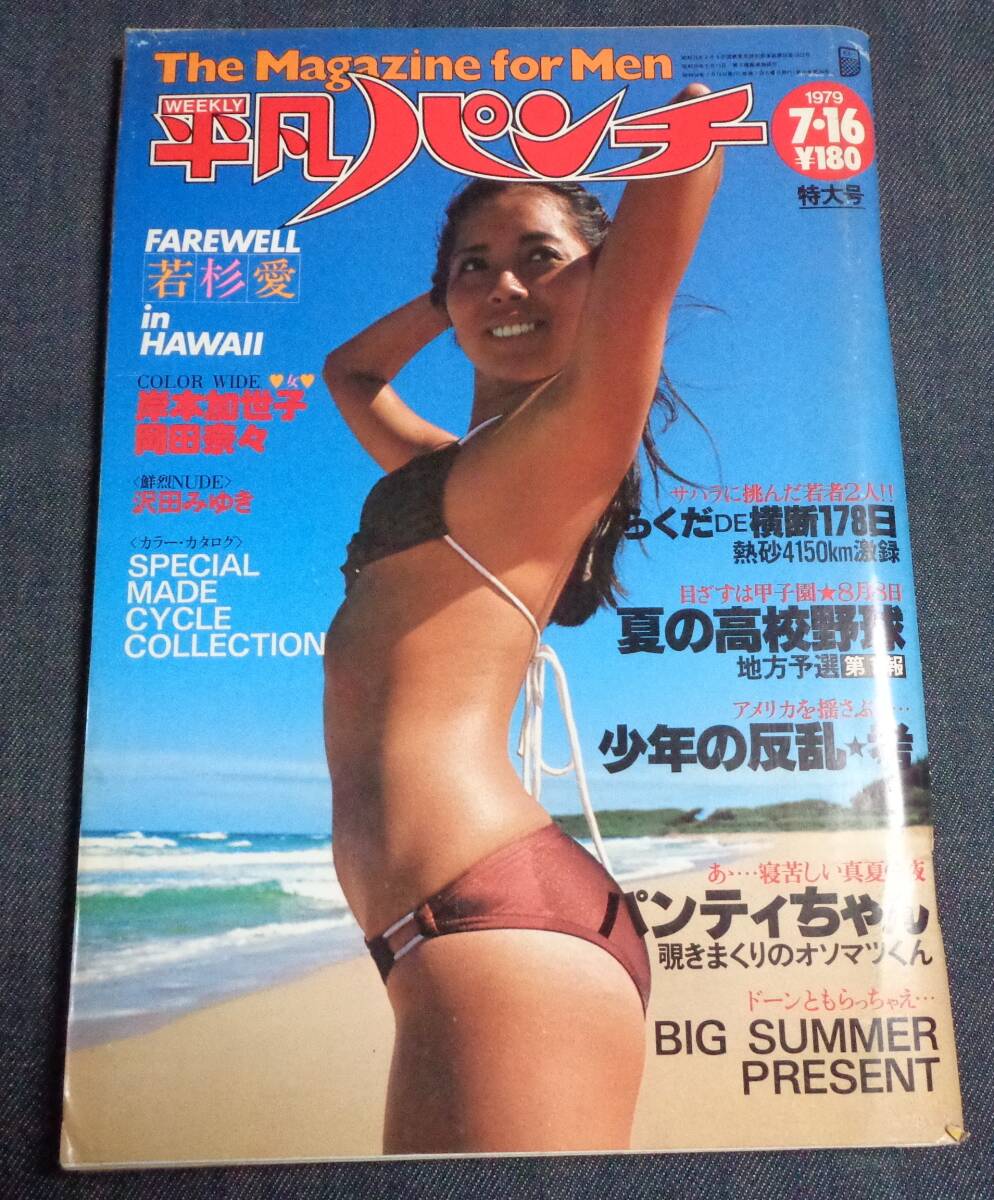 The Magazine for Men
WEEKLY
平凡パンチ
1979
7・16
¥180
特大号
FAREWELL
若杉愛
in
HAWAII
COLOR WIDE ♥女♥
岸本加世子
岡田奈々
〈鮮烈NUDE〉
沢田みゆき
〈カラー・カタログ〉
SPECIAL
MADE
CYCLE
COLLECTION
サハラに挑んだ若者2人!!
らくだDE横断178日
熱砂4150km激録
目ざすは甲子園★8月8日
夏の高校野球
地方予選 第1報
アメリカを揺さぶ
少年の反乱★
あゝ…寝苦しい真夏の夜
パンティちゃん
覗きまくりのオソマツくん
ドーンともらっちゃえ…
BIG SUMMER
PRESENT